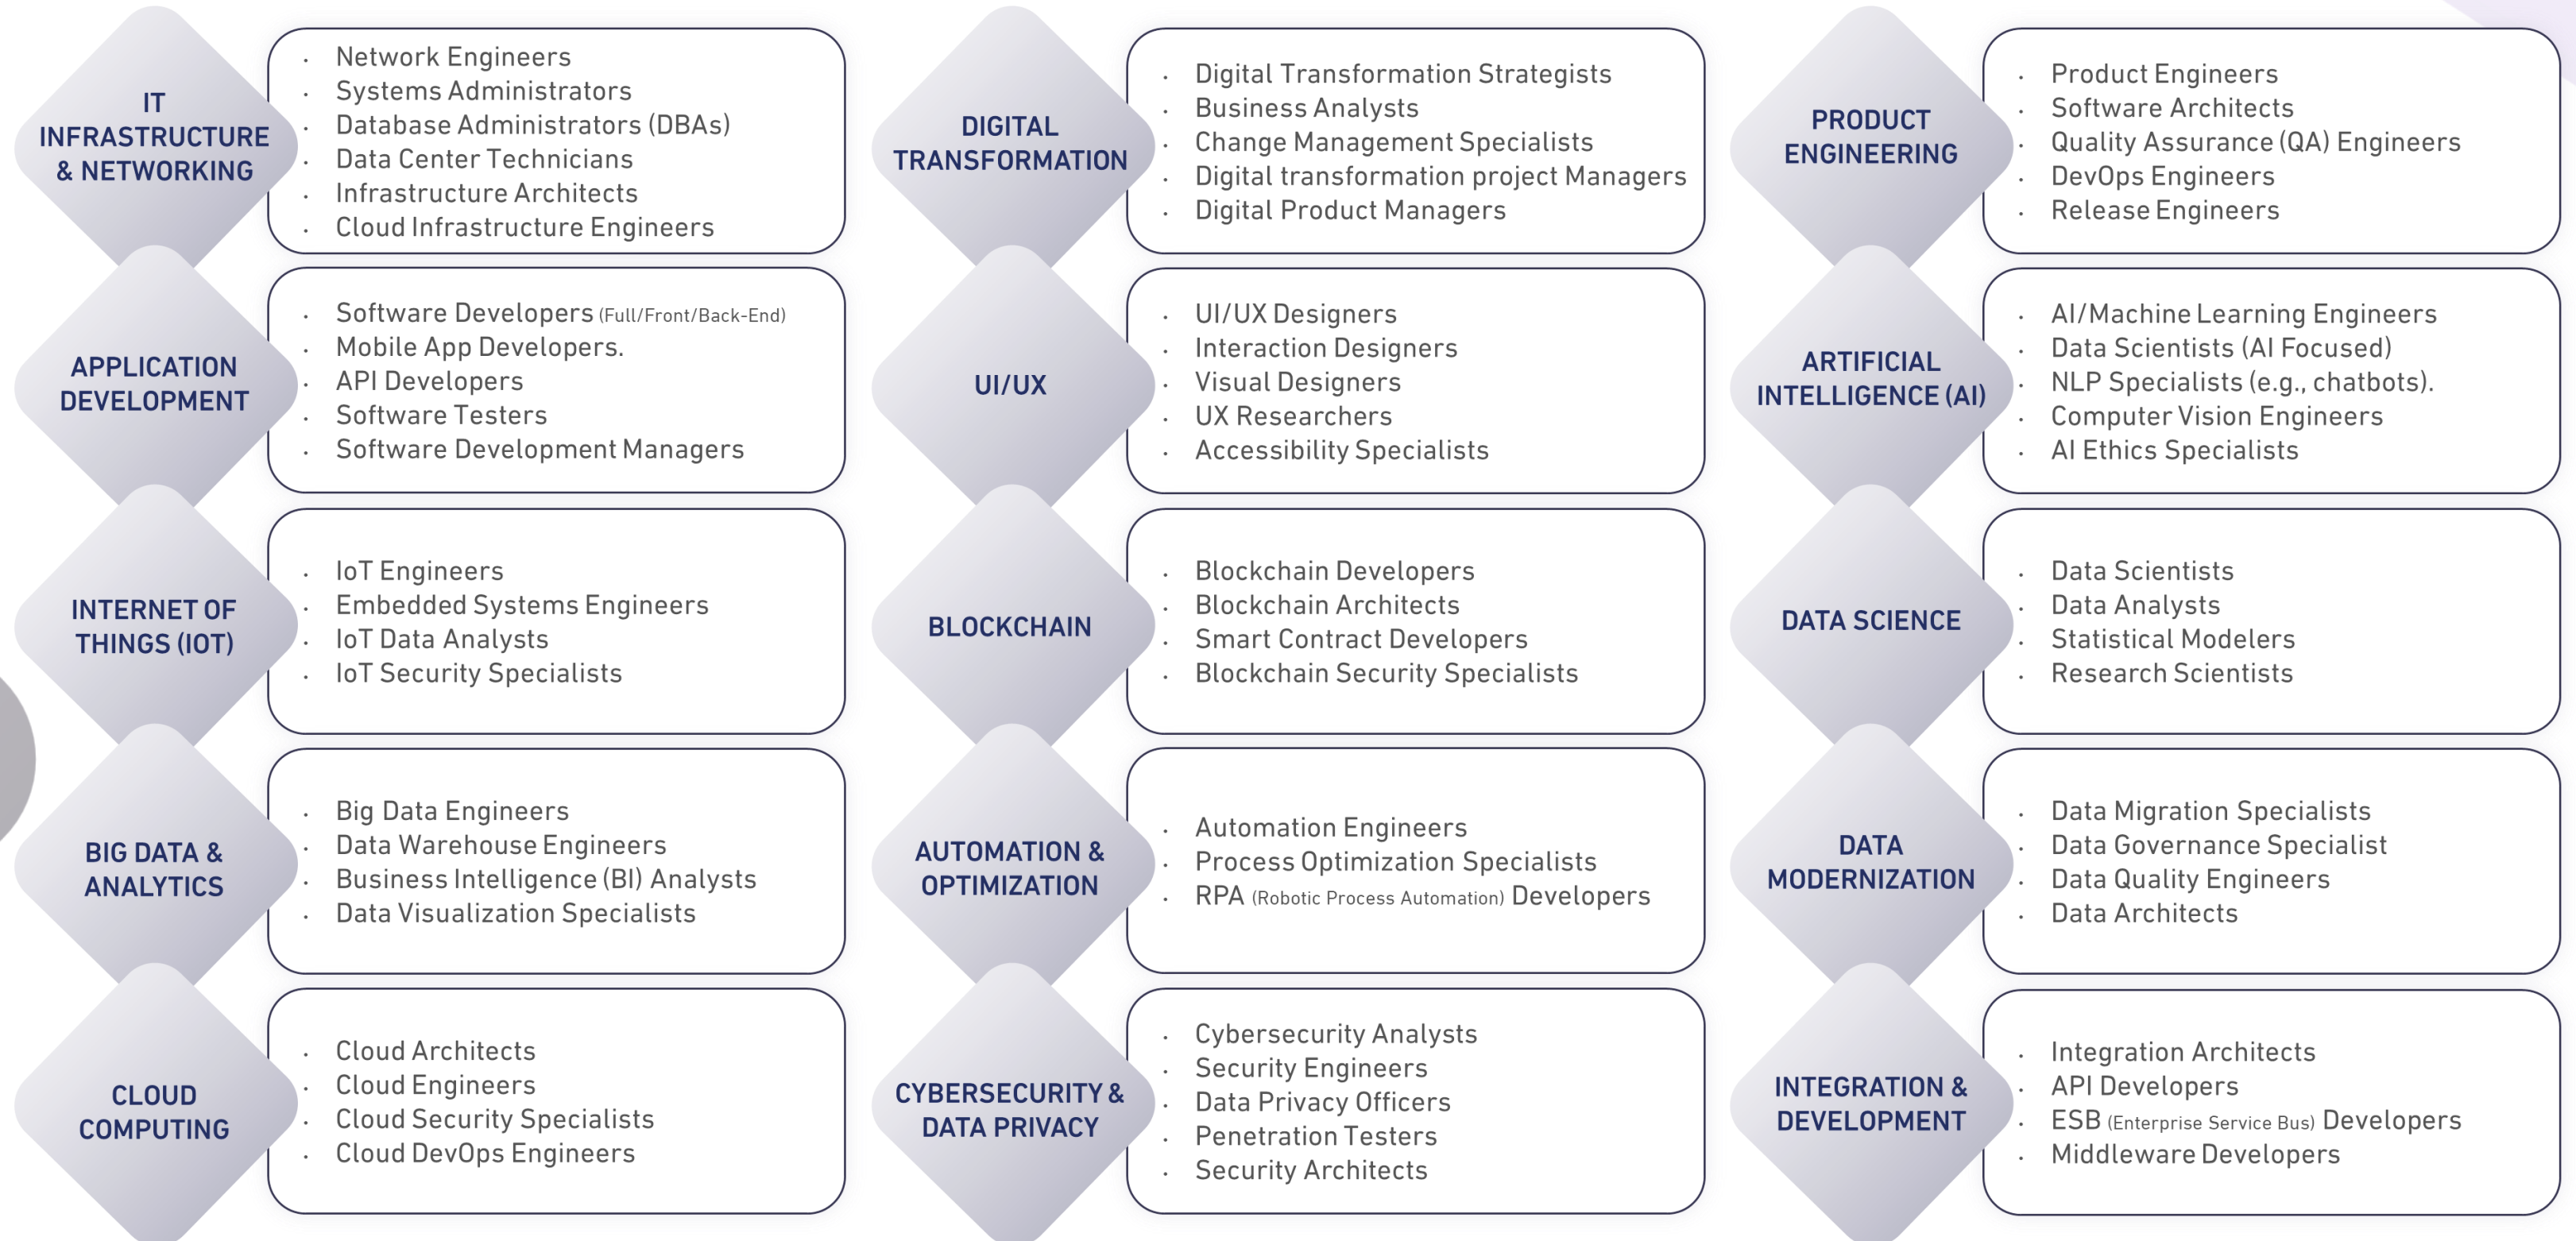 IT
INFRASTRUCTURE
& NETWORKING
Network Engineers
Systems Administrators
Database Administrators (DBAs)
Data Center Technicians
Infrastructure Architects
Cloud Infrastructure Engineers
APPLICATION
DEVELOPMENT
Software Developers (Full/Front/Back-End)
Mobile App Developers.
API Developers
Software Testers
Software Development Managers
INTERNET OF
THINGS (IOT)
IoT Engineers
Embedded Systems Engineers
IoT Data Analysts
IoT Security Specialists
BIG DATA &
ANALYTICS
Big Data Engineers
Data Warehouse Engineers
Business Intelligence (BI) Analysts
Data Visualization Specialists
CLOUD
COMPUTING
Cloud Architects
Cloud Engineers
Cloud Security Specialists
Cloud DevOps Engineers
DIGITAL
TRANSFORMATION
Digital Transformation Strategists
Business Analysts
Change Management Specialists
Digital transformation project Managers
Digital Product Managers
UI/UX
UI/UX Designers
Interaction Designers
Visual Designers
UX Researchers
Accessibility Specialists
BLOCKCHAIN
Blockchain Developers
Blockchain Architects
Smart Contract Developers
Blockchain Security Specialists
AUTOMATION &
OPTIMIZATION
Automation Engineers
Process Optimization Specialists
RPA (Robotic Process Automation) Developers
CYBERSECURITY &
DATA PRIVACY
Cybersecurity Analysts
Security Engineers
Data Privacy Officers
Penetration Testers
Security Architects
PRODUCT
ENGINEERING
Product Engineers
Software Architects
Quality Assurance (QA) Engineers
DevOps Engineers
Release Engineers
ARTIFICIAL
INTELLIGENCE (AI)
AI/Machine Learning Engineers
Data Scientists (AI Focused)
NLP Specialists (e.g., chatbots).
Computer Vision Engineers
AI Ethics Specialists
DATA SCIENCE
Data Scientists
Data Analysts
Statistical Modelers
Research Scientists
DATA
MODERNIZATION
Data Migration Specialists
Data Governance Specialist
Data Quality Engineers
Data Architects
INTEGRATION &
DEVELOPMENT
Integration Architects
API Developers
ESB (Enterprise Service Bus) Developers
Middleware Developers